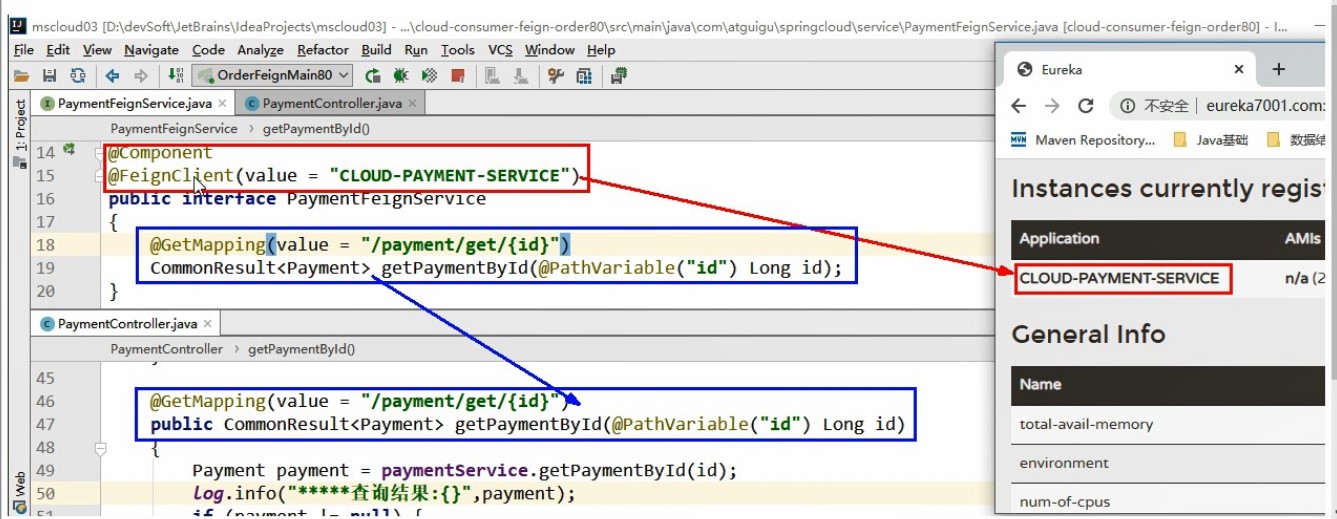 mscloud03 [D:\devSoft\JetBrains\IdeaProjects\mscloud03] - ...\cloud-consumer-feign-order80\src\main\java\com\atguigu\springcloud\service\PaymentFeignService.java [cloud-consumer-feign-order80] - I...
File Edit View Navigate Code Analyze Refactor Build Run Tools VCS Window Help
OrderFeignMain80
1: Project
PaymentFeignService.java × PaymentController.java ×
PaymentFeignService › getPaymentById()
14 @Component
15 @FeignClient(value = "CLOUD-PAYMENT-SERVICE")
16 public interface PaymentFeignService
17 {
18 @GetMapping(value = "/payment/get/{id}")
19 CommonResult<Payment> getPaymentById(@PathVariable("id") Long id);
20 }
PaymentController.java ×
PaymentController › getPaymentById()
45
46 @GetMapping(value = "/payment/get/{id}")
47 public CommonResult<Payment> getPaymentById(@PathVariable("id") Long id)
48 {
49 Payment payment = paymentService.getPaymentById(id);
50 log.info("*****查询结果:{}",payment);
51 if (payment != null) {
Web
Eureka × +
不安全 | eureka7001.com:
MVN Maven Repository... Java基础 数据结
Instances currently regist
Application AMIs
CLOUD-PAYMENT-SERVICE n/a (2
General Info
Name
total-avail-memory
environment
num-of-cpus